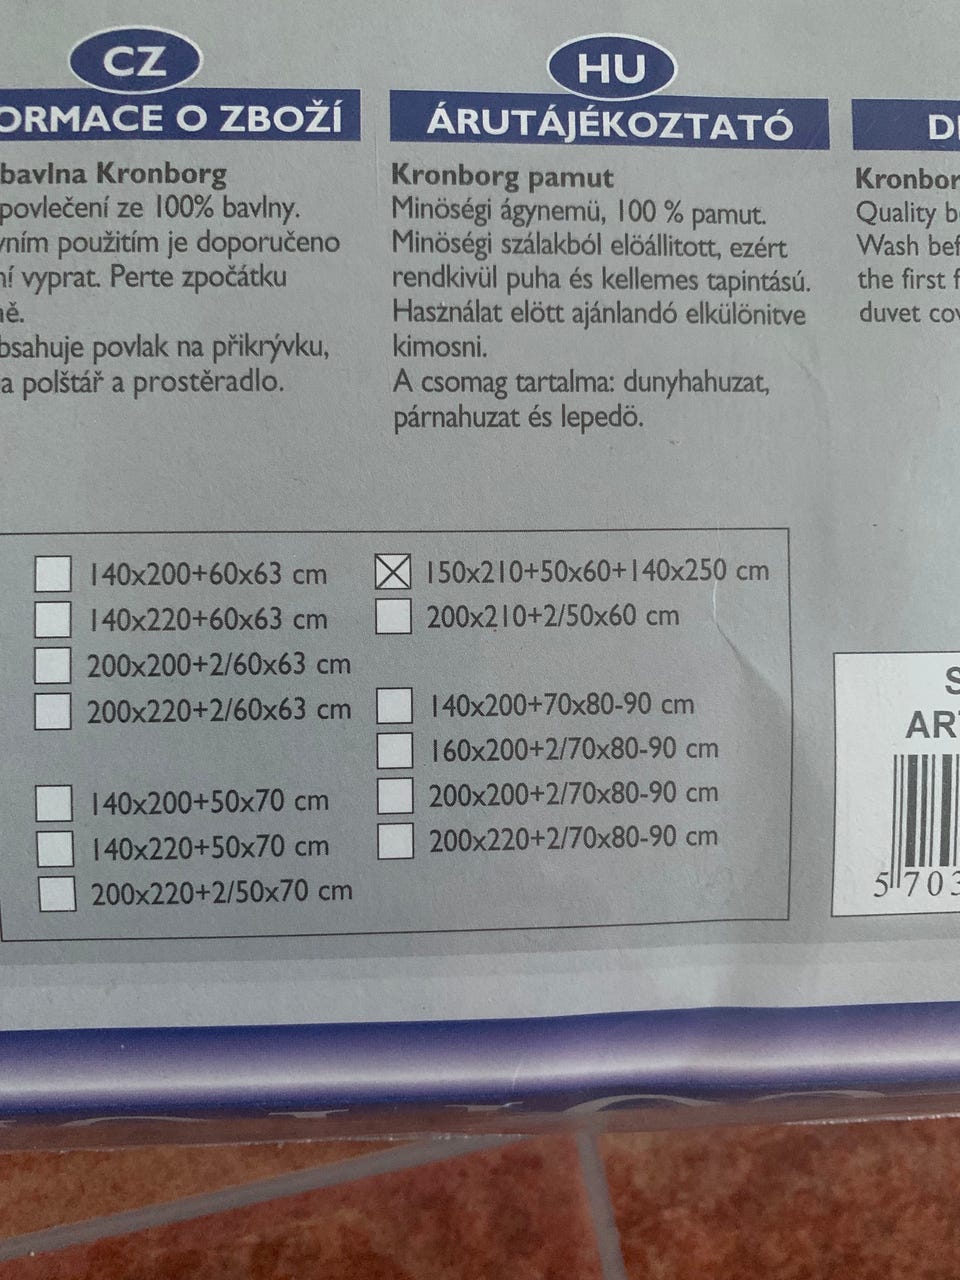 CZ
ORMACE O ZBOŽÍ
bavlna Kronborg
povlečení ze 100% bavlny.
použitím je doporučeno
vyprat. Perte zpočátku
povlak na přikrývku,
a polštář a prostěradlo.
HU
ÁRUTÁJÉKOZTATÓ
Kronborg pamut
Minöségi ágynemü, 100 % pamut.
Minöségi szálakból elöállitott, ezért
rendkivül puha és kellemes tapintású.
Használat elött ajánlandó elkülönitve
kimosni.
A csomag tartalma: dunyhahuzat,
párnahuzat és lepedö.
Kronbor
Quality b
Wash bef
the first f
duvet cov
140x200+60x63 cm
140x220+60x63 cm
200x200+2/60x63 cm
200x220+2/60x63 cm
140x200+50x70 cm
140x220+50x70 cm
200x220+2/50x70 cm
150x210+50x60+140x250 cm
200x210+2/50x60 cm
140x200+70x80-90 cm
160x200+2/70x80-90 cm
200x200+2/70x80-90 cm
200x220+2/70x80-90 cm
S
AR
5 703